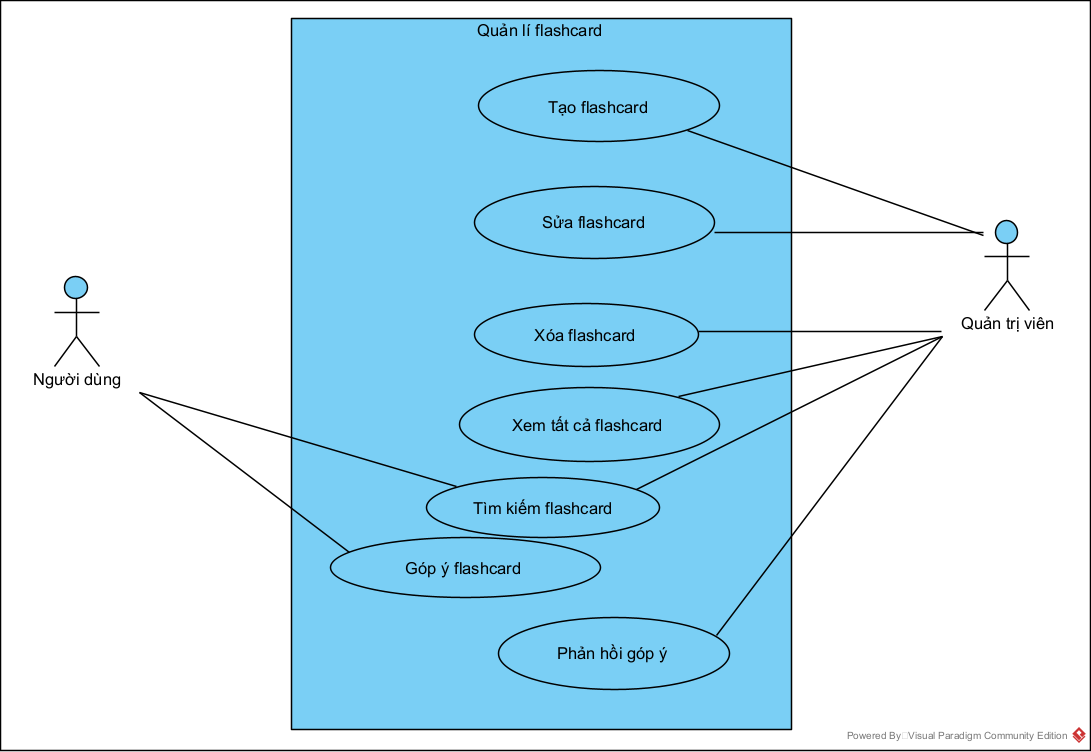 Quản lí flashcard
Tạo flashcard
Sửa flashcard
Quản trị viên
Xóa flashcard
Người dùng
Xem tất cả flashcard
Tìm kiếm flashcard
Góp ý flashcard
Phản hồi góp ý
Powered By Visual Paradigm Community Edition